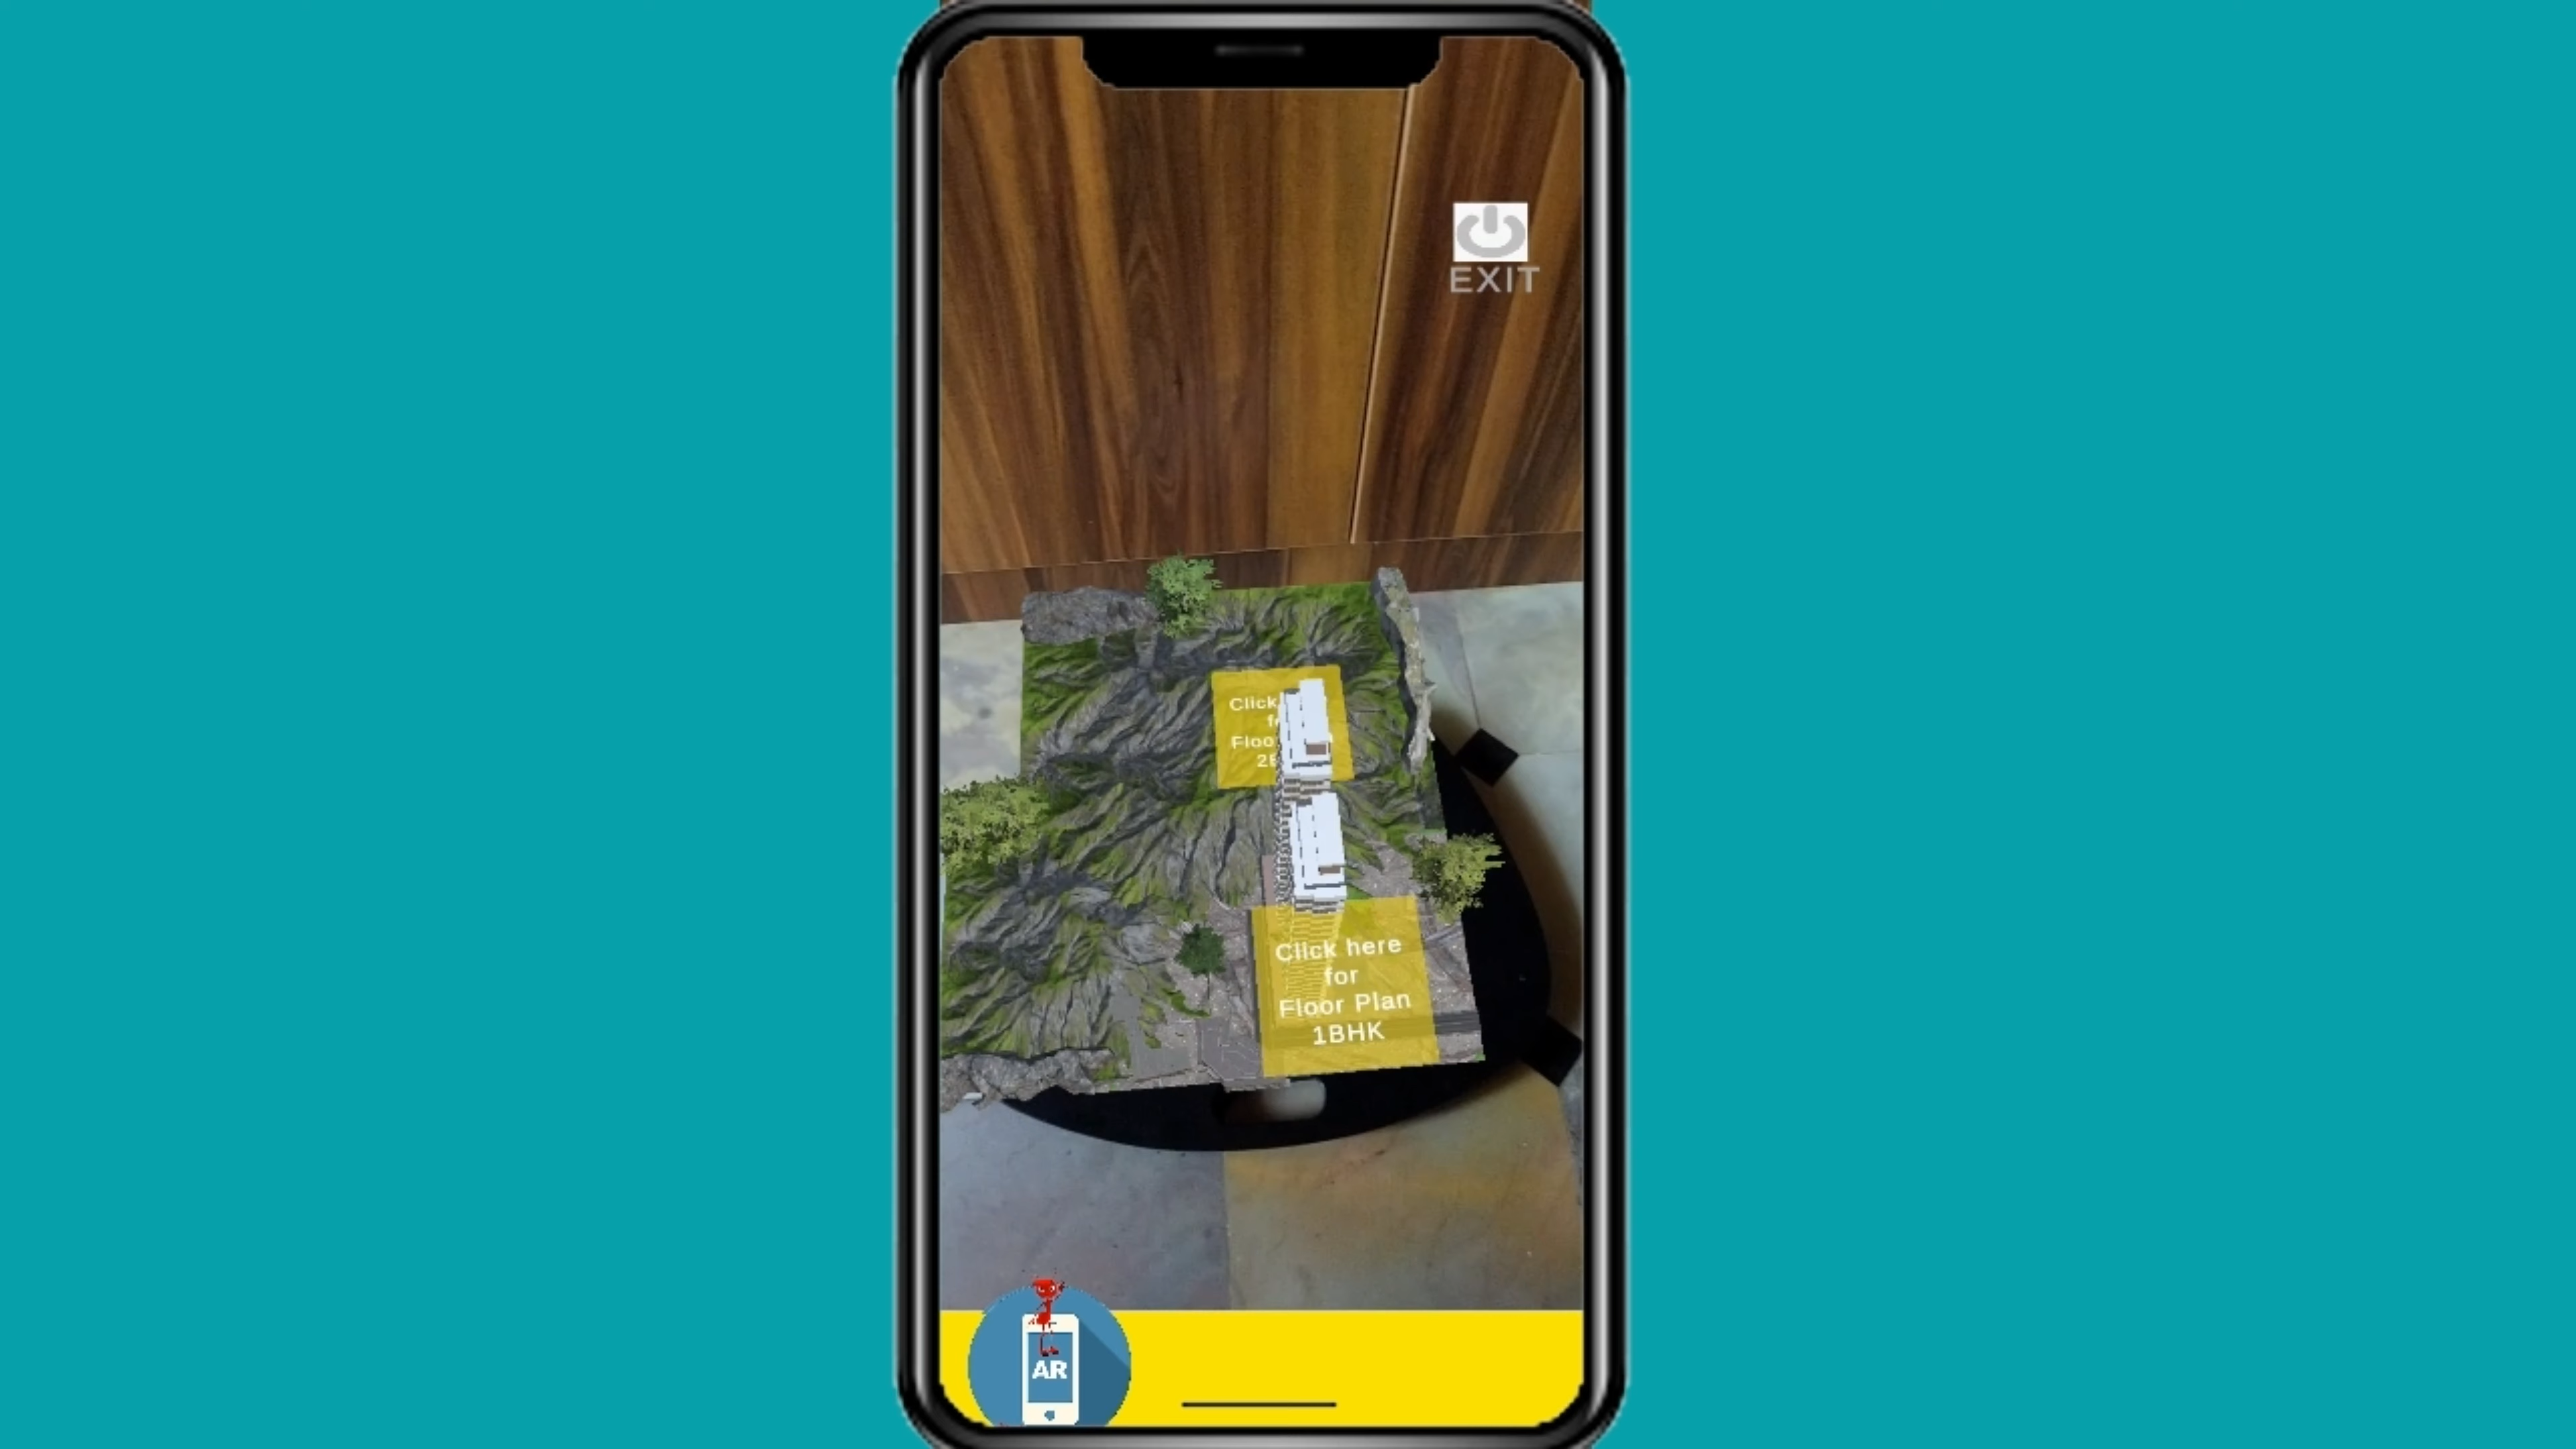 EXIT
Click
Floo
Click here
for
Floor Plan
1BHK
AR